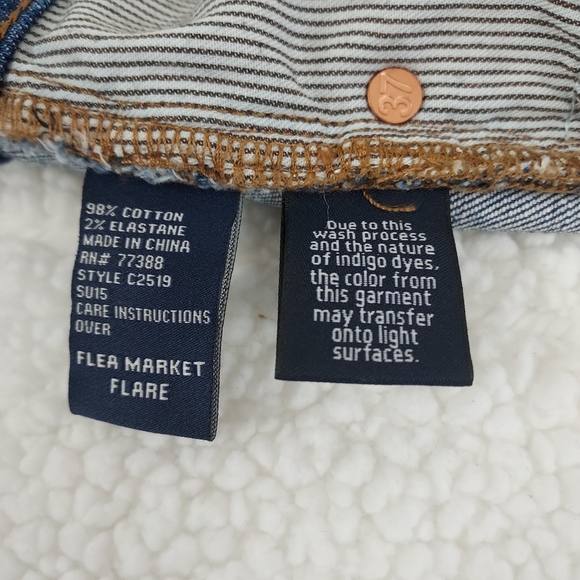 37
98% COTTON
2% ELASTANE
MADE IN CHINA
RN# 77388
STYLE C2519
SU15
CARE INSTRUCTIONS
OVER
FLEA MARKET
FLARE
Due to this
wash process
and the nature
of indigo dyes,
the color from
this garment
may transfer
onto light
surfaces.